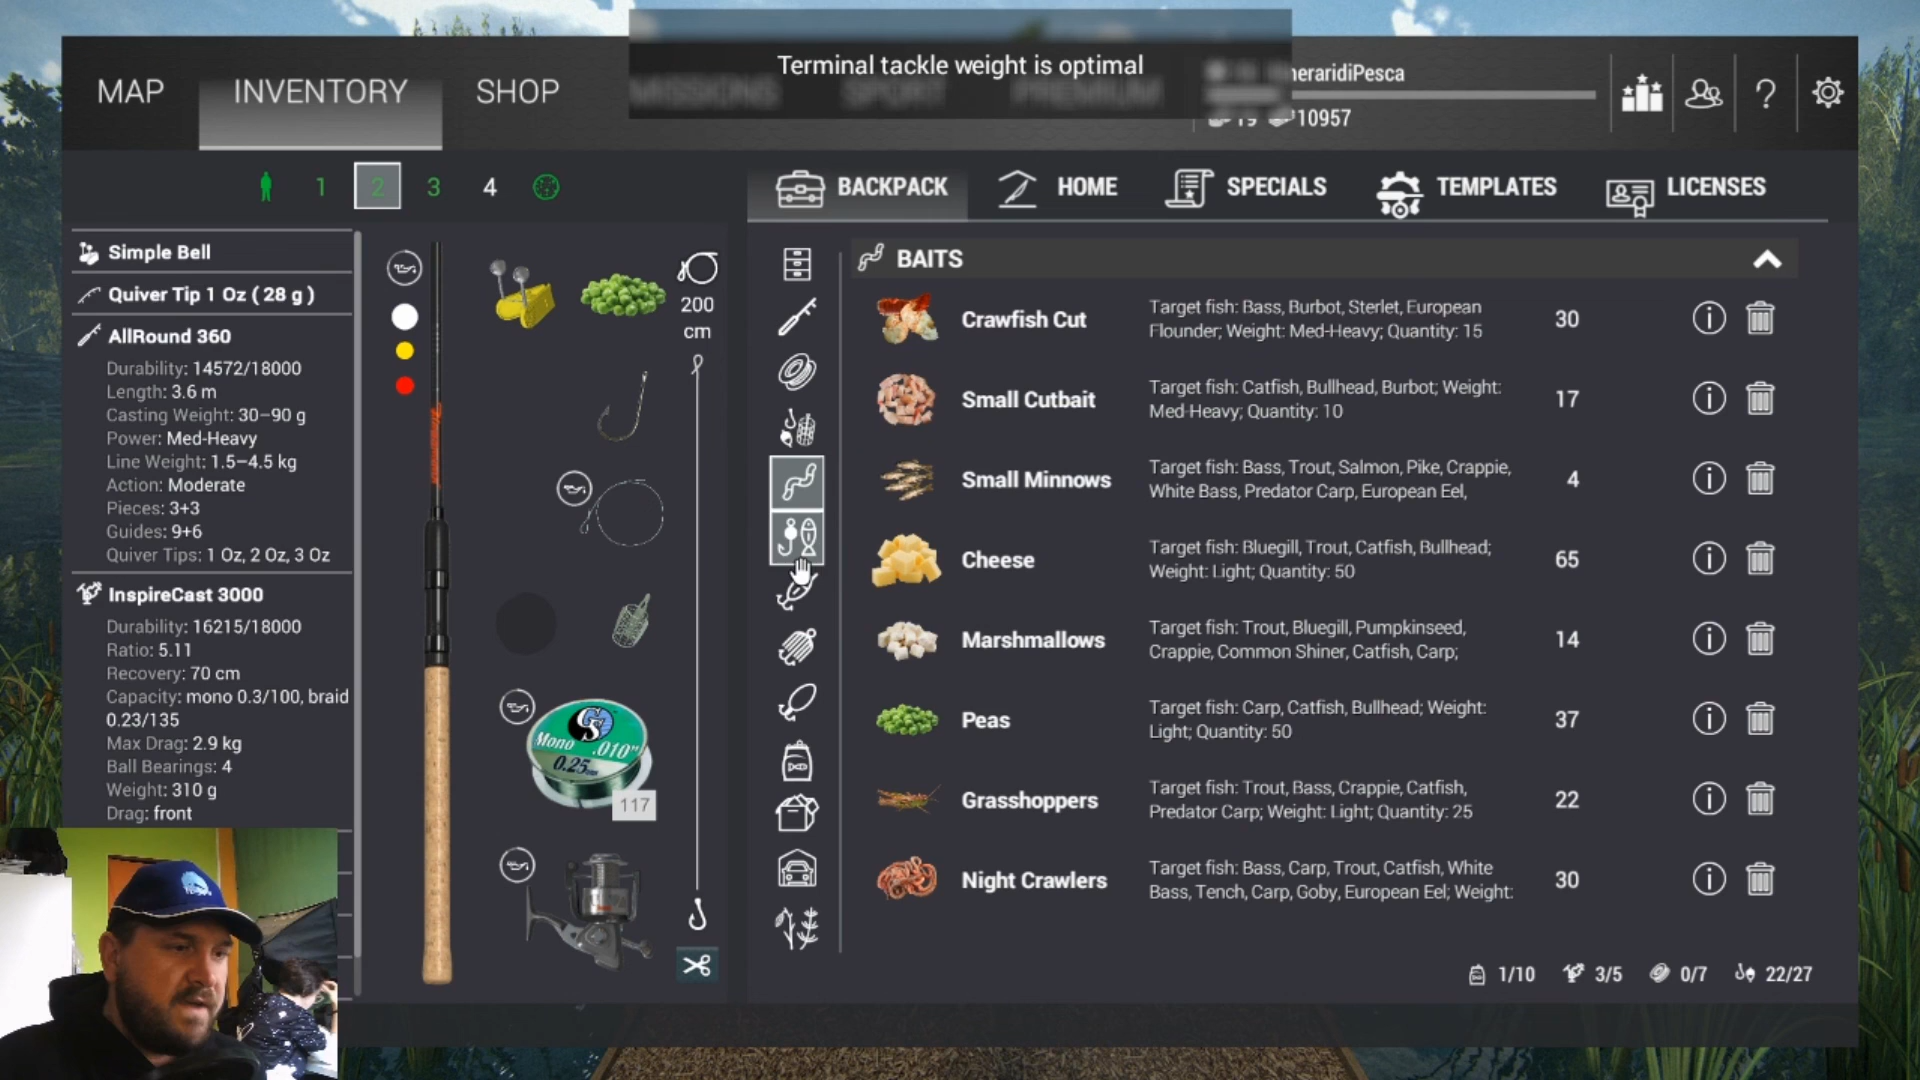 Terminal tackle weight is optimal
MAP
INVENTORY
SHOP
MISSIONS
SPORT
PREMIUM
neraridiPesca
19
10957
1
2
3
4
BACKPACK
HOME
SPECIALS
TEMPLATES
LICENSES
Simple Bell
Quiver Tip 1 Oz ( 28 g )
AllRound 360
Durability: 14572/18000
Length: 3.6 m
Casting Weight: 30–90 g
Power: Med-Heavy
Line Weight: 1.5–4.5 kg
Action: Moderate
Pieces: 3+3
Guides: 9+6
Quiver Tips: 1 Oz, 2 Oz, 3 Oz
InspireCast 3000
Durability: 16215/18000
Ratio: 5.11
Recovery: 70 cm
Capacity: mono 0.3/100, braid
0.23/135
Max Drag: 2.9 kg
Ball Bearings: 4
Weight: 310 g
Drag: front
200
cm
GS
Mono .010"
0.25mm
117
BAITS
Crawfish Cut
Target fish: Bass, Burbot, Sterlet, European
Flounder; Weight: Med-Heavy; Quantity: 15
30
Small Cutbait
Target fish: Catfish, Bullhead, Burbot; Weight:
Med-Heavy; Quantity: 10
17
Small Minnows
Target fish: Bass, Trout, Salmon, Pike, Crappie,
White Bass, Predator Carp, European Eel,
4
Cheese
Target fish: Bluegill, Trout, Catfish, Bullhead;
Weight: Light; Quantity: 50
65
Marshmallows
Target fish: Trout, Bluegill, Pumpkinseed,
Crappie, Common Shiner, Catfish, Carp;
14
Peas
Target fish: Carp, Catfish, Bullhead; Weight:
Light; Quantity: 50
37
Grasshoppers
Target fish: Trout, Bass, Crappie, Catfish,
Predator Carp; Weight: Light; Quantity: 25
22
Night Crawlers
Target fish: Bass, Carp, Trout, Catfish, White
Bass, Tench, Carp, Goby, European Eel; Weight:
30
1/10
3/5
0/7
22/27